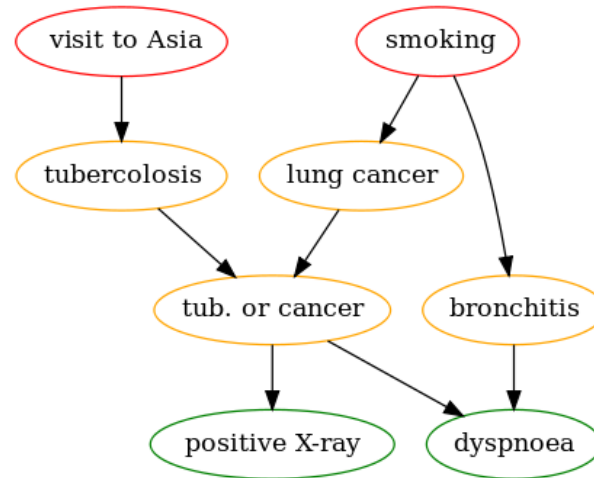 visit to Asia
smoking
tubercolosis
lung cancer
tub. or cancer
bronchitis
positive X-ray
dyspnoea